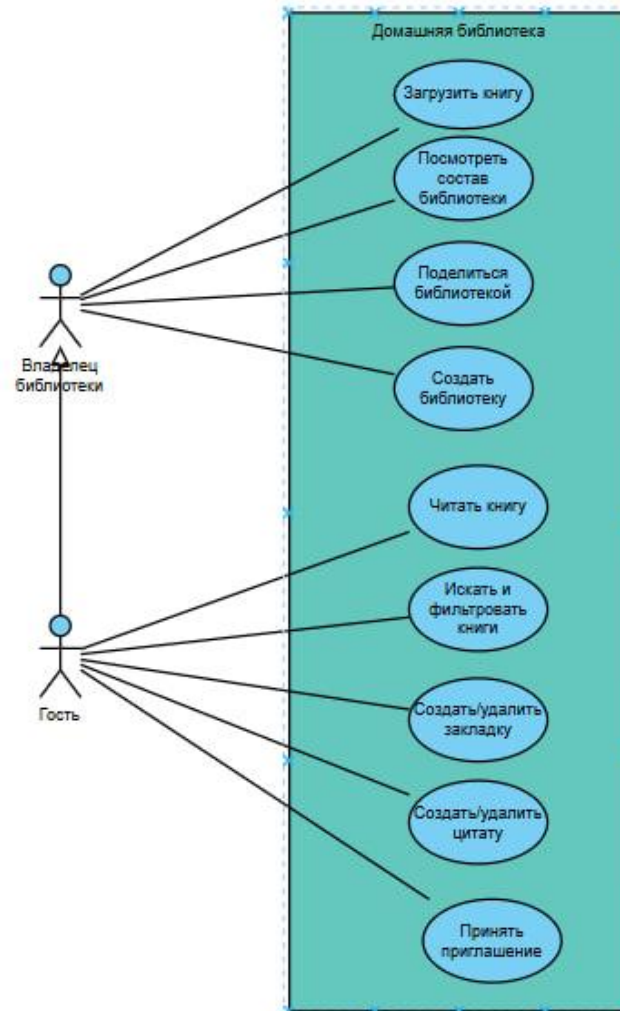 Домашняя библиотека
Загрузить книгу
Посмотреть
состав
библиотеки
Поделиться
библиотекой
Владелец
библиотеки
Создать
библиотеку
Читать книгу
Искать и
фильтровать
книги
Гость
Создать/удалить
закладку
Создать/удалить
цитату
Принять
приглашение